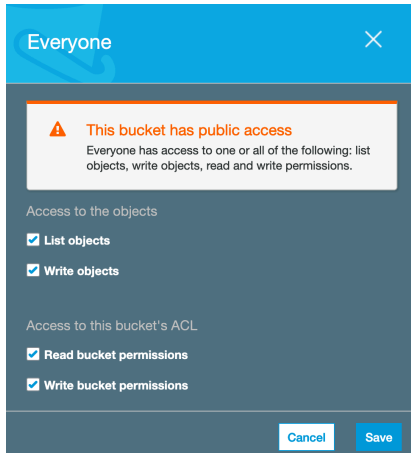 Everyone
This bucket has public access
Everyone has access to one or all of the following: list
objects, write objects, read and write permissions.
Access to the objects
List objects
Write objects
Access to this bucket's ACL
Read bucket permissions
Write bucket permissions
Cancel
Save